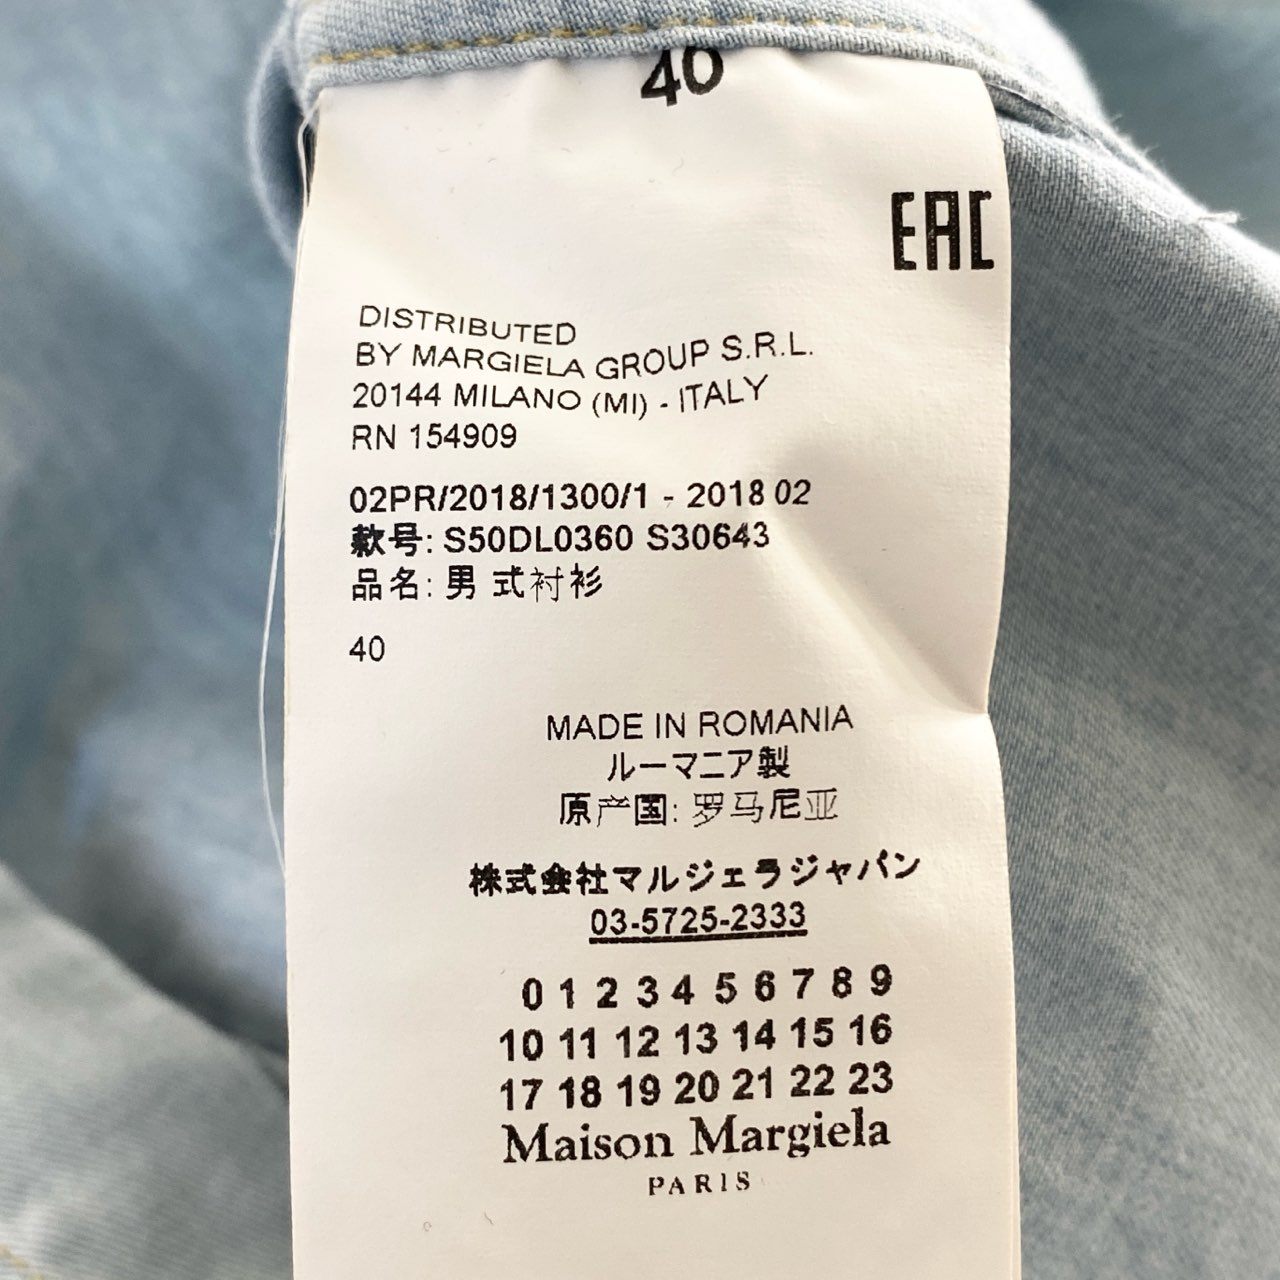 40
EAC
DISTRIBUTED
BY MARGIELA GROUP S.R.L.
20144 MILANO (MI) - ITALY
RN 154909
02PR/2018/1300/1 - 2018 02
款号: S50DL0360 S30643
品名: 男式衬衫
40
MADE IN ROMANIA
ルーマニア製
原产国: 罗马尼亚
株式会社マルジェラジャパン
03-5725-2333
0 1 2 3 4 5 6 7 8 9
10 11 12 13 14 15 16
17 18 19 20 21 22 23
Maison Margiela
PARIS